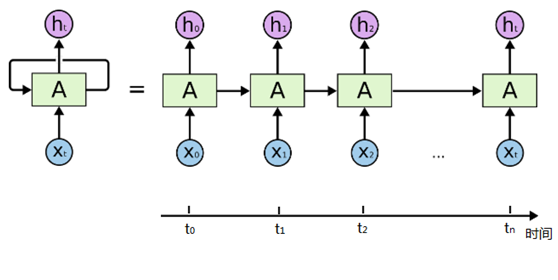 hₜ h₀ h₁ h₂ hₜ
A = A A A A
xₜ x₀ x₁ x₂ ... xₜ
t₀ t₁ t₂ tₙ 时间